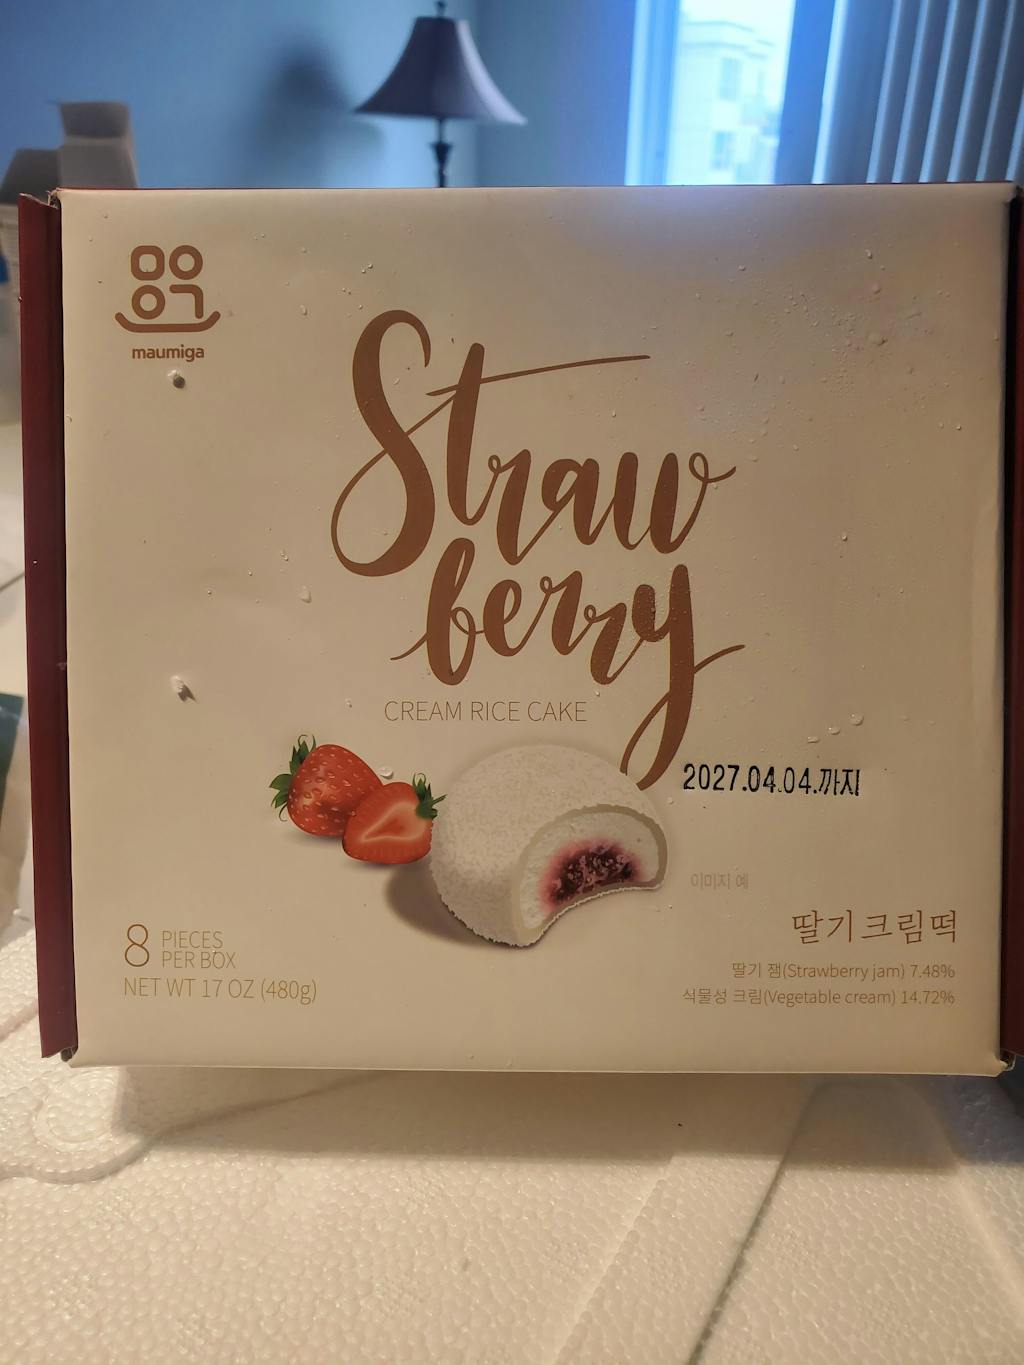 maumiga
Straw
berry
CREAM RICE CAKE
2027.04.04.까지
이미지 예
딸기크림떡
딸기 잼(Strawberry jam) 7.48%
석물성 크림(Vegetable cream) 14.72%
8 PIECES
PER BOX
NET WT 17 OZ (480g)